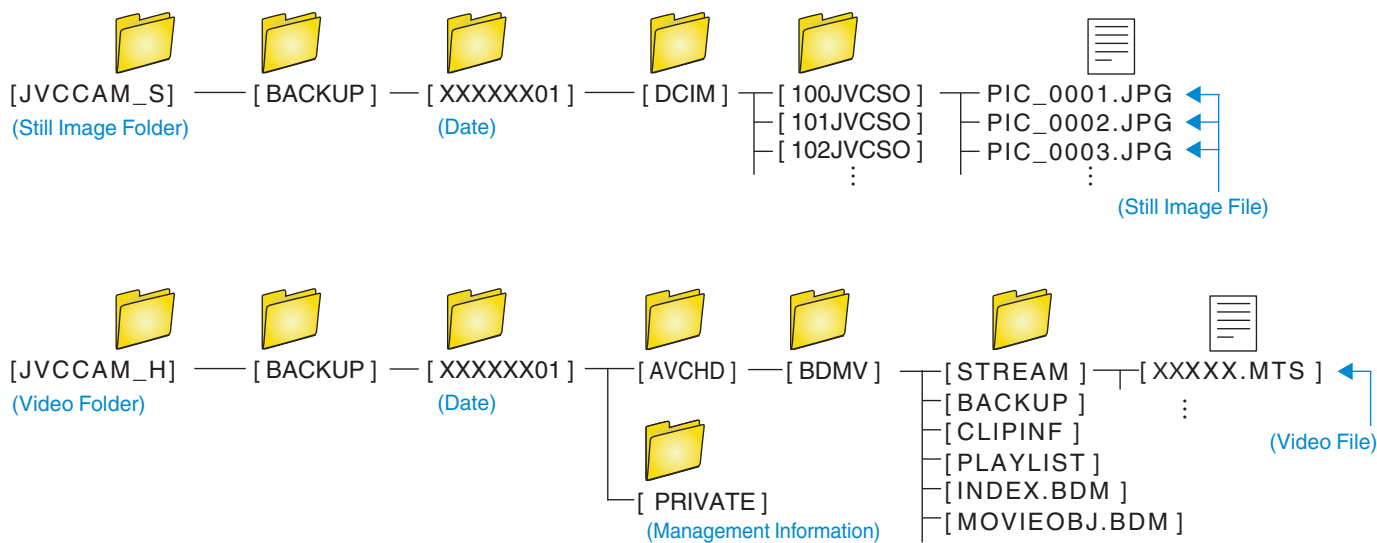 [JVCCAM_S] [BACKUP] [XXXXXX01] [DCIM] [100JVCSO] PIC_0001.JPG
(Still Image Folder) (Date) [101JVCSO] PIC_0002.JPG
[102JVCSO] PIC_0003.JPG
(Still Image File)
[JVCCAM_H] [BACKUP] [XXXXXX01] [AVCHD] [BDMV] [STREAM] [XXXXX.MTS]
(Video Folder) (Date) [BACKUP]
[CLIPINF] (Video File)
[PLAYLIST]
[PRIVATE] [INDEX.BDM]
(Management Information) [MOVIEOBJ.BDM]